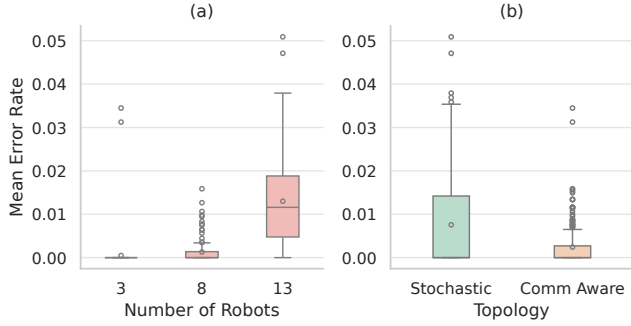 (a)
(b)
Mean Error Rate
0.05
0.04
0.03
0.02
0.01
0.00
3 8 13
Number of Robots
0.05
0.04
0.03
0.02
0.01
0.00
Stochastic Comm Aware
Topology